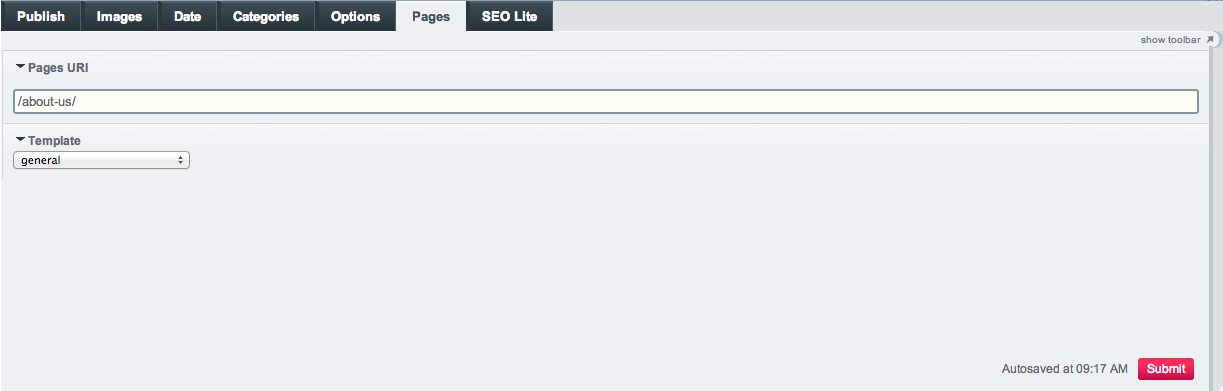 Publish Images Date Categories Options Pages SEO Lite
show toolbar
Pages URI
/about-us/
Template
general
Autosaved at 09:17 AM Submit